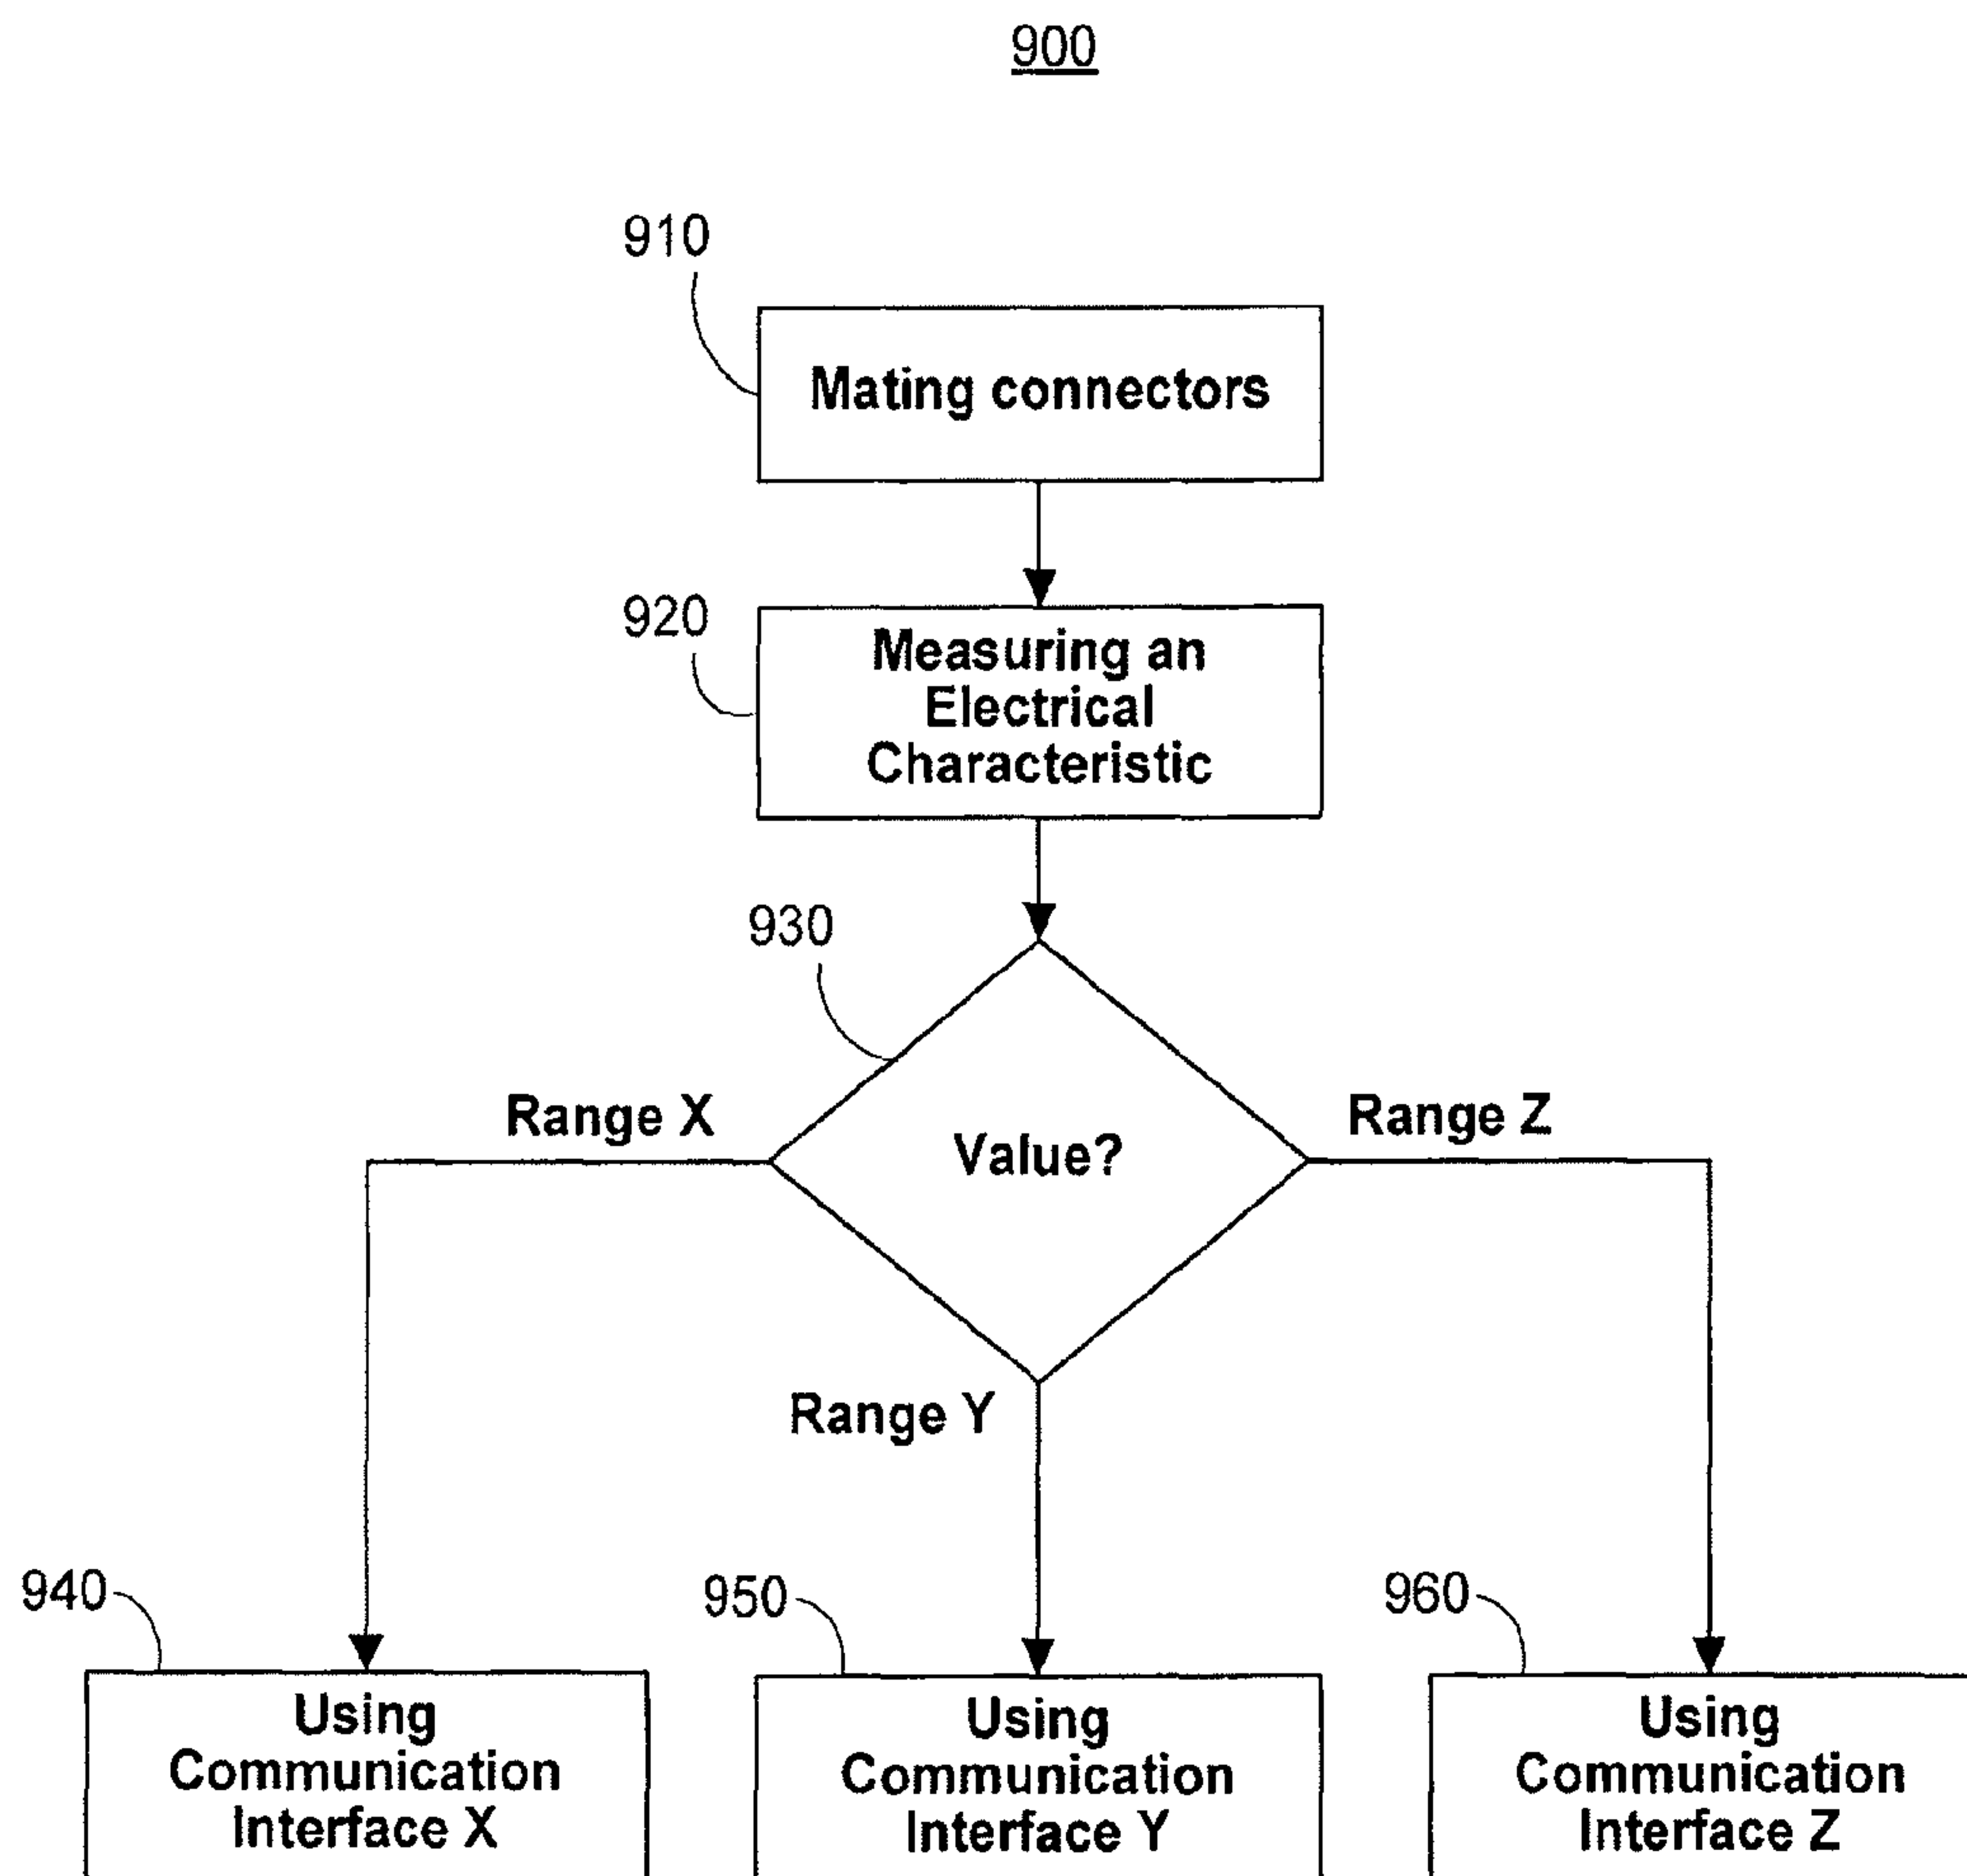 900
910
Mating connectors
920
Measuring an
Electrical
Characteristic
930
Range X
Value?
Range Z
Range Y
940
Using
Communication
Interface X
950
Using
Communication
Interface Y
960
Using
Communication
Interface Z